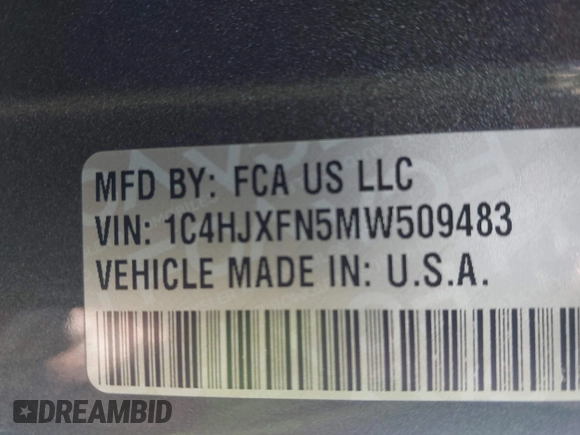 MFD BY: FCA US LLC
VIN: 1C4HJXFN5MW509483
VEHICLE MADE IN: U.S.A.
DREAMBID